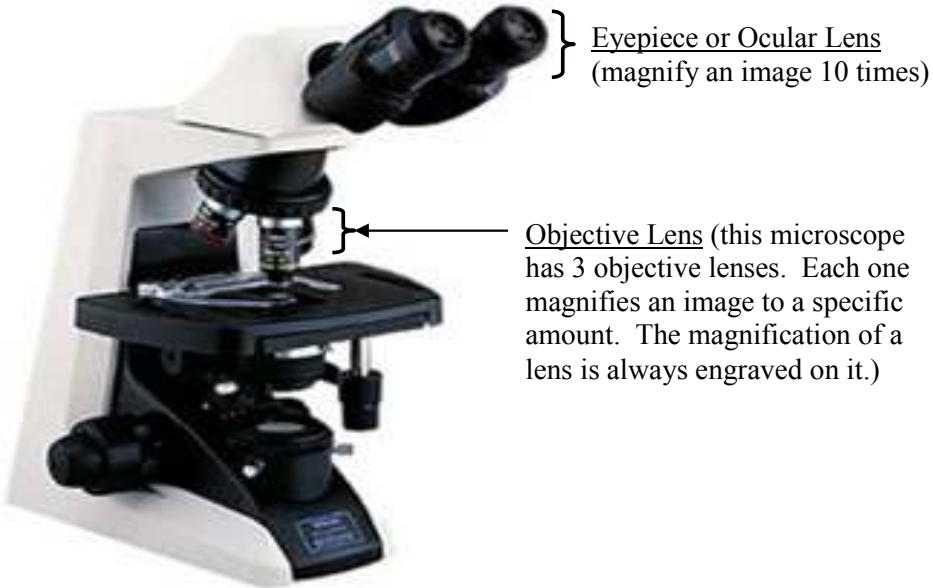 Eyepiece or Ocular Lens
(magnify an image 10 times)
Objective Lens (this microscope
has 3 objective lenses.  Each one
magnifies an image to a specific
amount.  The magnification of a
lens is always engraved on it.)